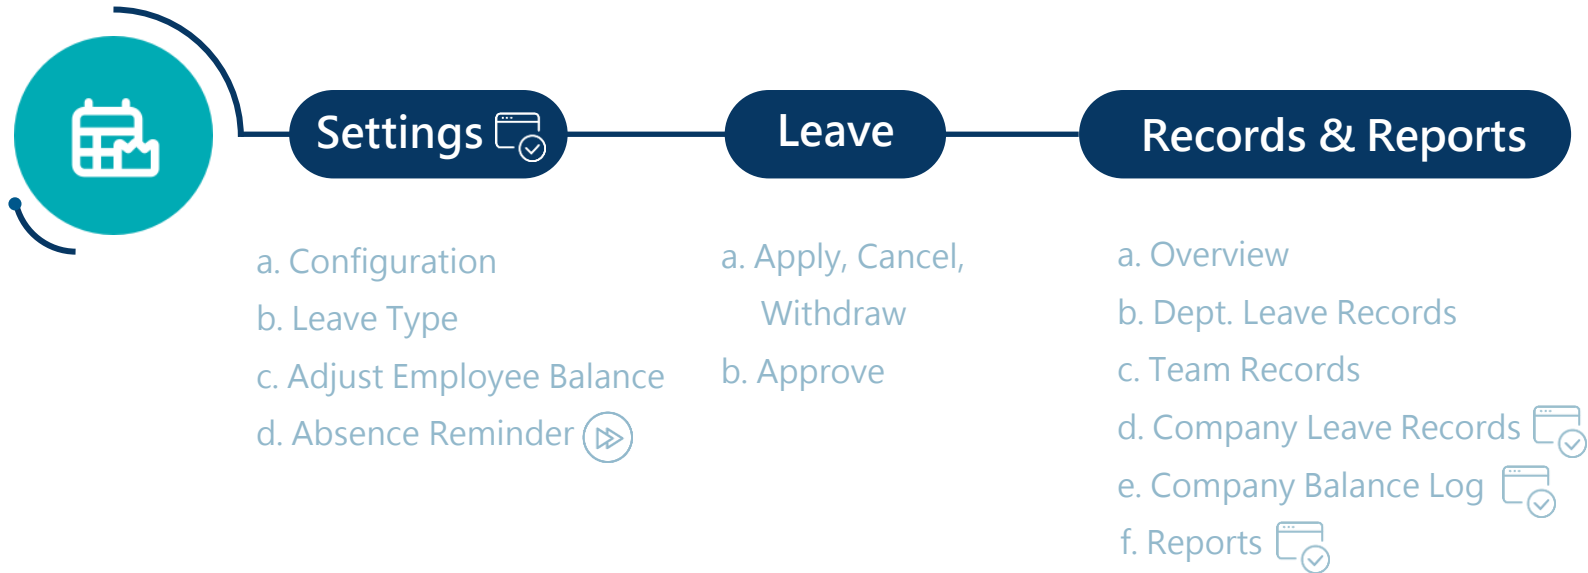 Settings
Leave
Records & Reports
a. Configuration
b. Leave Type
c. Adjust Employee Balance
d. Absence Reminder
a. Apply, Cancel,
Withdraw
b. Approve
a. Overview
b. Dept. Leave Records
c. Team Records
d. Company Leave Records
e. Company Balance Log
f. Reports